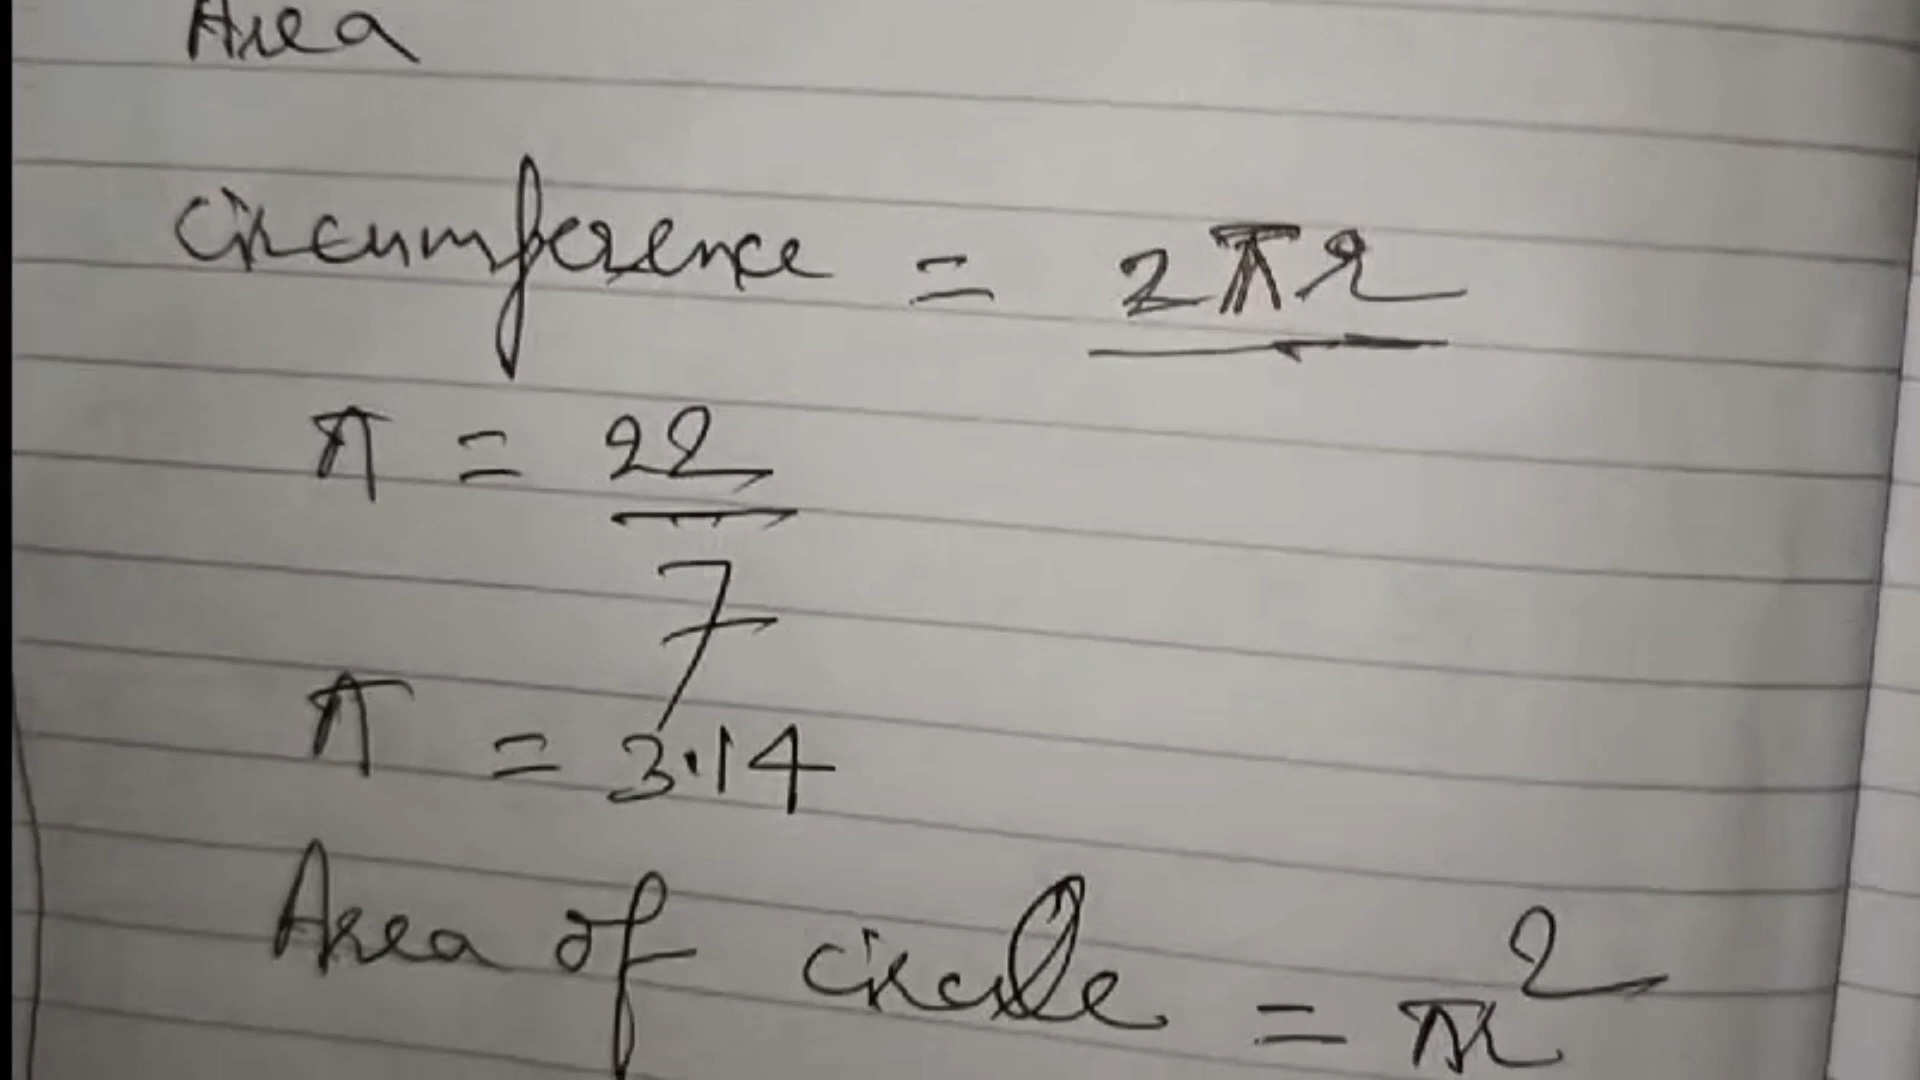 Area
Circumference = 2πr
π = 22/7
π = 3.14
Area of circle = πr²